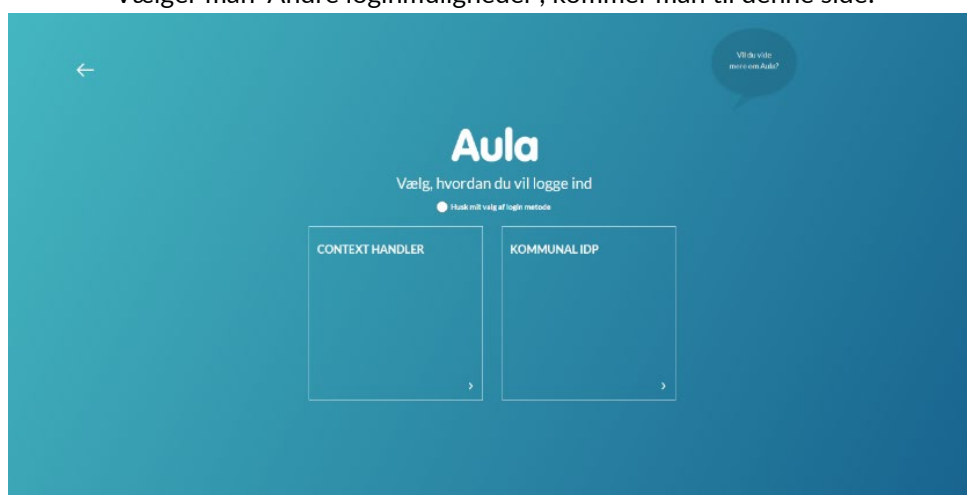 Vælger man 'Andre loginmuligheder', kommer man til denne side:
Vil du vide
mere om Aula?
Aula
Vælg, hvordan du vil logge ind
Husk mit valg af login metode
CONTEXT HANDLER
KOMMUNAL IDP